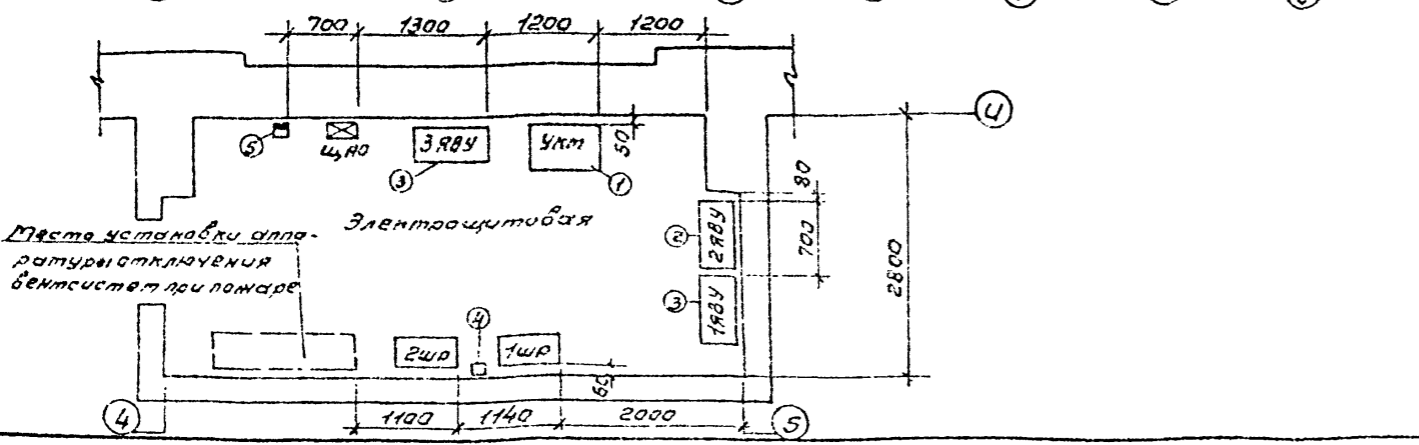 700 1300 1200 1200
И
5 ЩАО 3ЯВУ УКТ 50
3 1
80
Электрощитовая
Место установки аппа-
ратуры отключения
вентсистем при пожаре
2 2ЯВУ 700
3 1ЯВУ 2800
4
2ШР 1ШР
60
4 1100 1140 2000 5